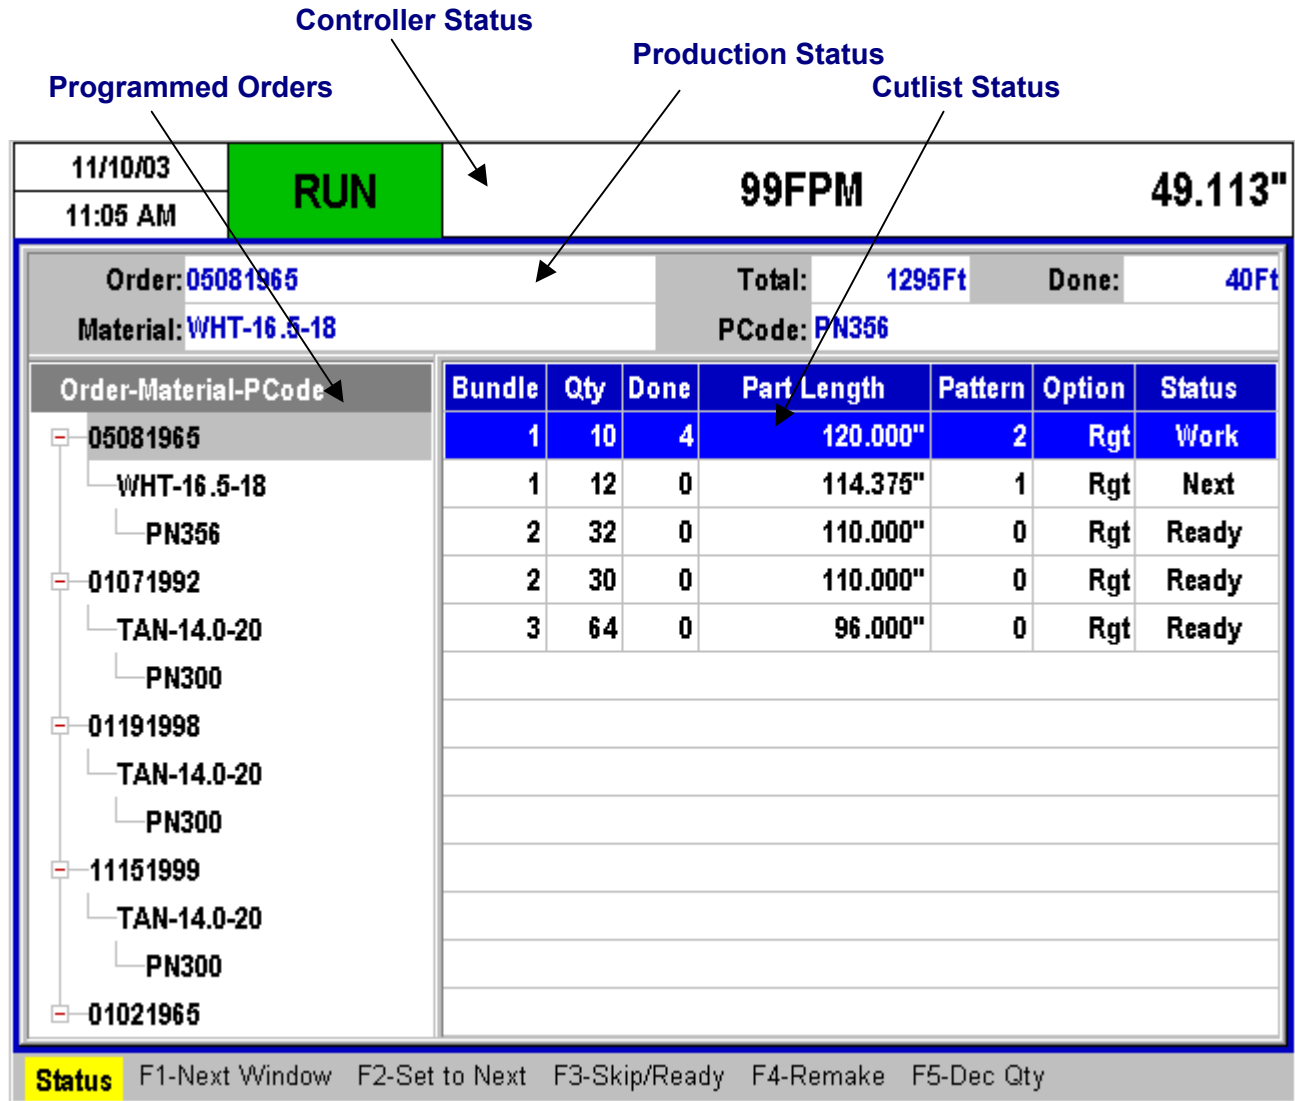 Controller Status
Production Status
Programmed Orders Cutlist Status
11/10/03
RUN 99FPM 49.113"
11:05 AM
Order: 05081965 Total: 1295Ft Done: 40Ft
Material: WHT-16.5-18 PCode: PN356
Order-Material-PCode Bundle Qty Done Part Length Pattern Option Status
05081965 1 10 4 120.000" 2 Rgt Work
WHT-16.5-18 1 12 0 114.375" 1 Rgt Next
PN356 2 32 0 110.000" 0 Rgt Ready
01071992 2 30 0 110.000" 0 Rgt Ready
TAN-14.0-20 3 64 0 96.000" 0 Rgt Ready
PN300
01191998
TAN-14.0-20
PN300
11151999
TAN-14.0-20
PN300
01021965
Status F1-Next Window F2-Set to Next F3-Skip/Ready F4-Remake F5-Dec Qty